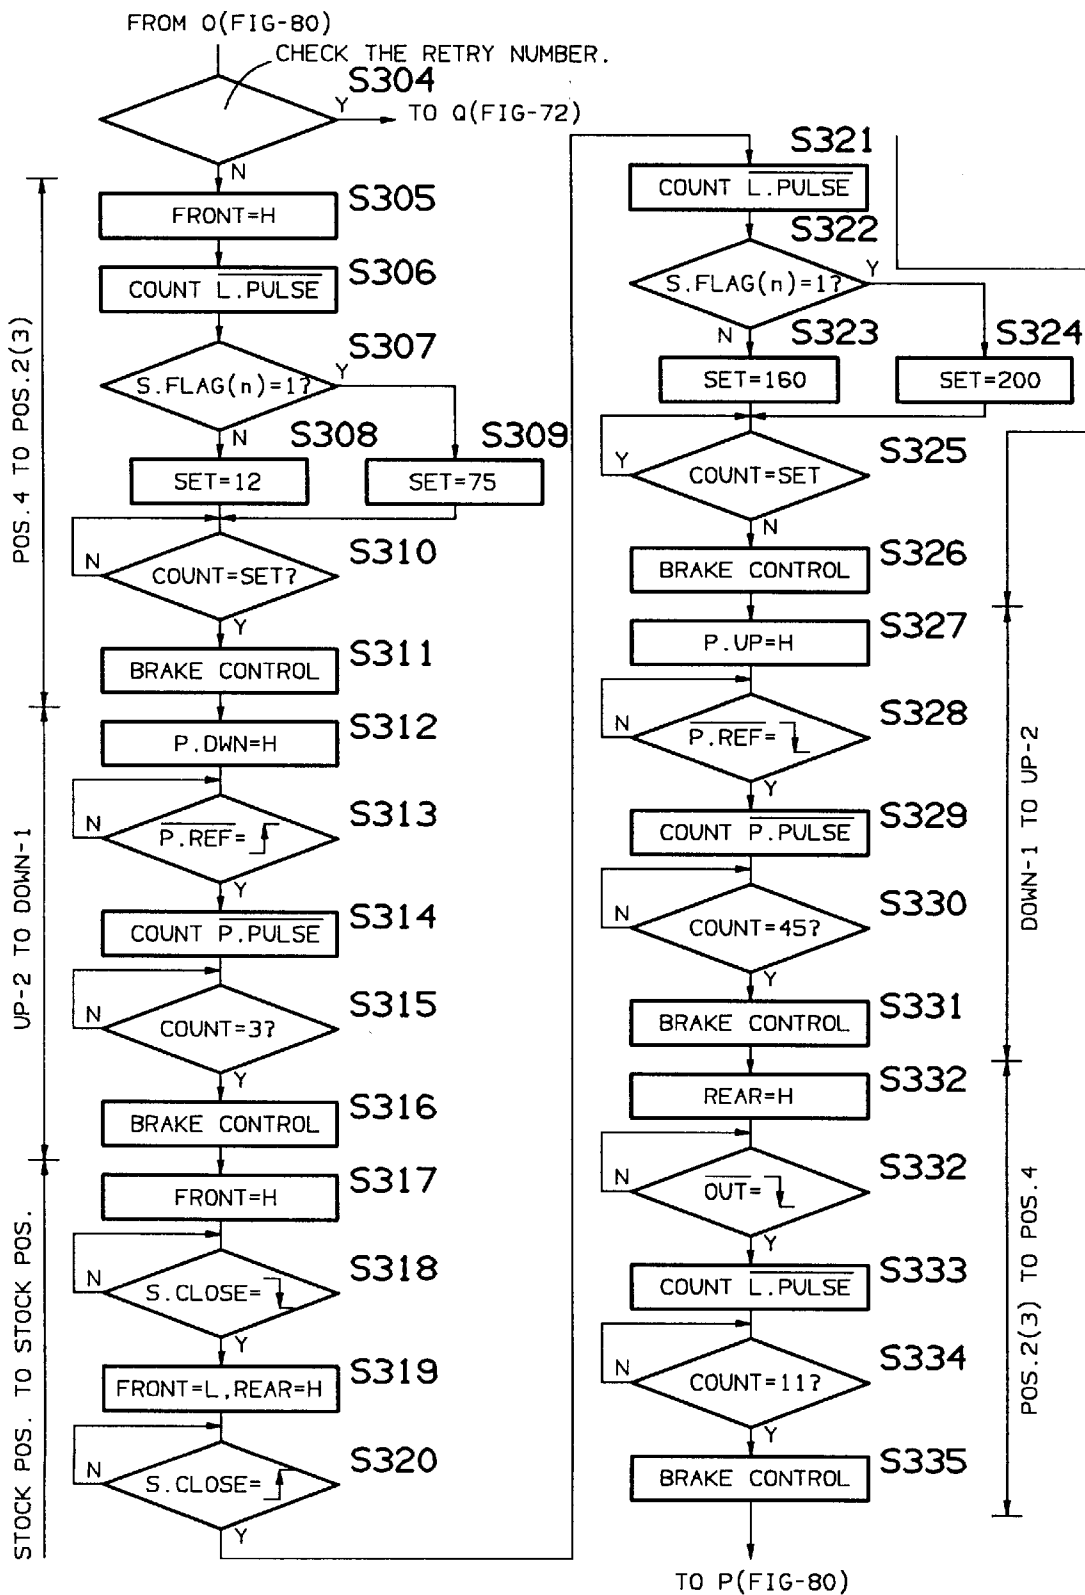 FROM O(FIG-80)
CHECK THE RETRY NUMBER.
S304
Y
TO Q(FIG-72)
N
S305
FRONT=H
S306
COUNT L.PULSE
S307
S.FLAG(n)=1?
Y
N
S308
S309
SET=12
SET=75
S310
N
COUNT=SET?
Y
S311
BRAKE CONTROL
POS.4 TO POS.2(3)
S312
P.DWN=H
S313
N
P.REF=
Y
S314
COUNT P.PULSE
S315
N
COUNT=3?
Y
S316
BRAKE CONTROL
UP-2 TO DOWN-1
S317
FRONT=H
S318
N
S.CLOSE=
Y
S319
FRONT=L,REAR=H
S320
N
S.CLOSE=
Y
STOCK POS. TO STOCK POS.
S321
COUNT L.PULSE
S322
S.FLAG(n)=1?
Y
N
S323
S324
SET=160
SET=200
S325
Y
COUNT=SET
N
S326
BRAKE CONTROL
S327
P.UP=H
S328
N
P.REF=
Y
S329
COUNT P.PULSE
S330
N
COUNT=45?
Y
S331
BRAKE CONTROL
DOWN-1 TO UP-2
S332
REAR=H
S332
N
OUT=
Y
S333
COUNT L.PULSE
S334
N
COUNT=11?
Y
S335
BRAKE CONTROL
POS.2(3) TO POS.4
TO P(FIG-80)